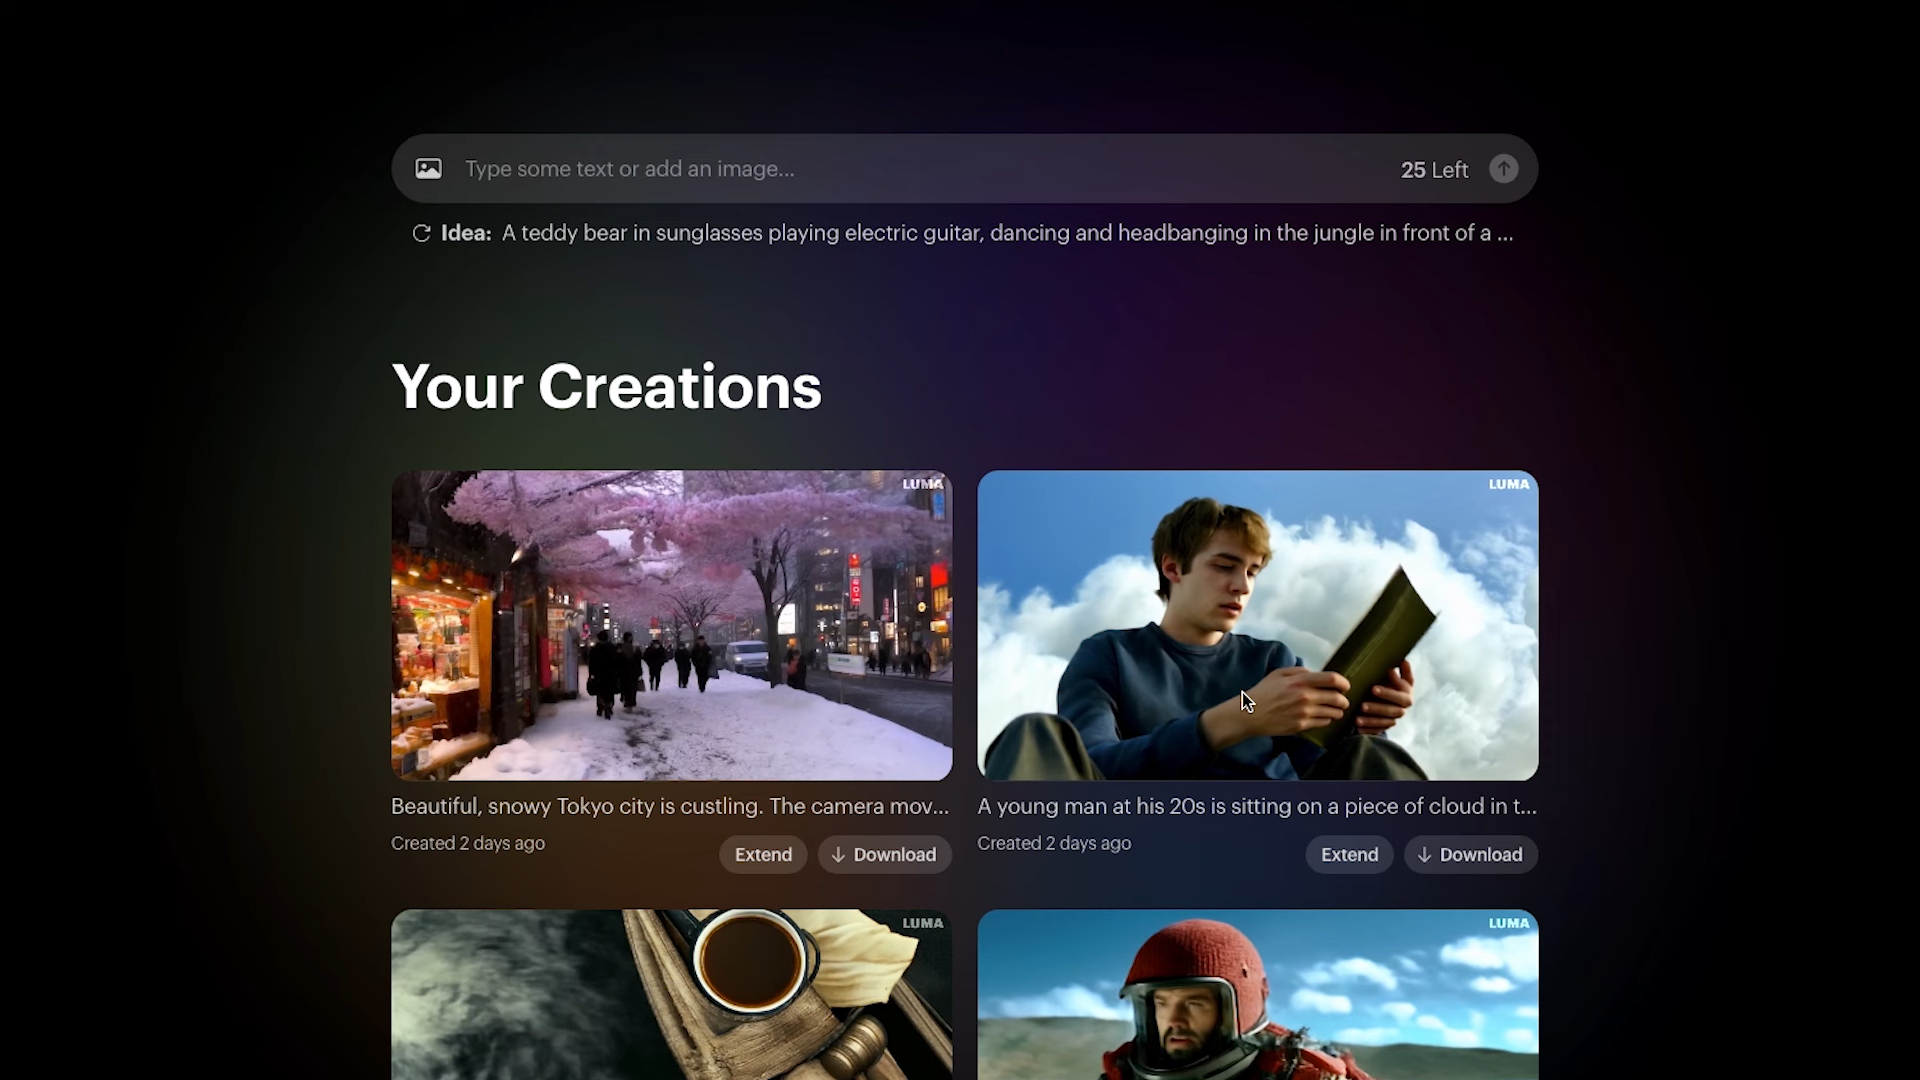 Type some text or add an image...
25 Left
Idea: A teddy bear in sunglasses playing electric guitar, dancing and headbanging in the jungle in front of a ...
Your Creations
LUMA
LUMA
Beautiful, snowy Tokyo city is custling. The camera mov...
A young man at his 20s is sitting on a piece of cloud in t...
Created 2 days ago
Extend
Download
Created 2 days ago
Extend
Download
LUMA
LUMA